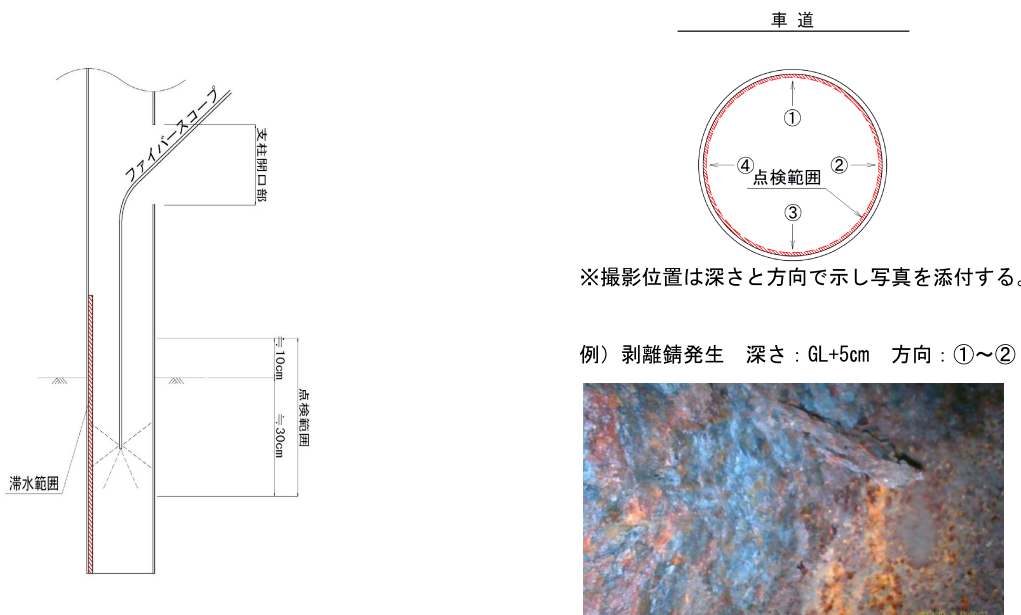 ファイバースコープ
支柱開口部
≒10cm
≒30cm
点検範囲
滞水範囲
車道
①
④
②
点検範囲
③
※撮影位置は深さと方向で示し写真を添付する。
例）剥離錆発生　深さ：GL+5cm　方向：①～②